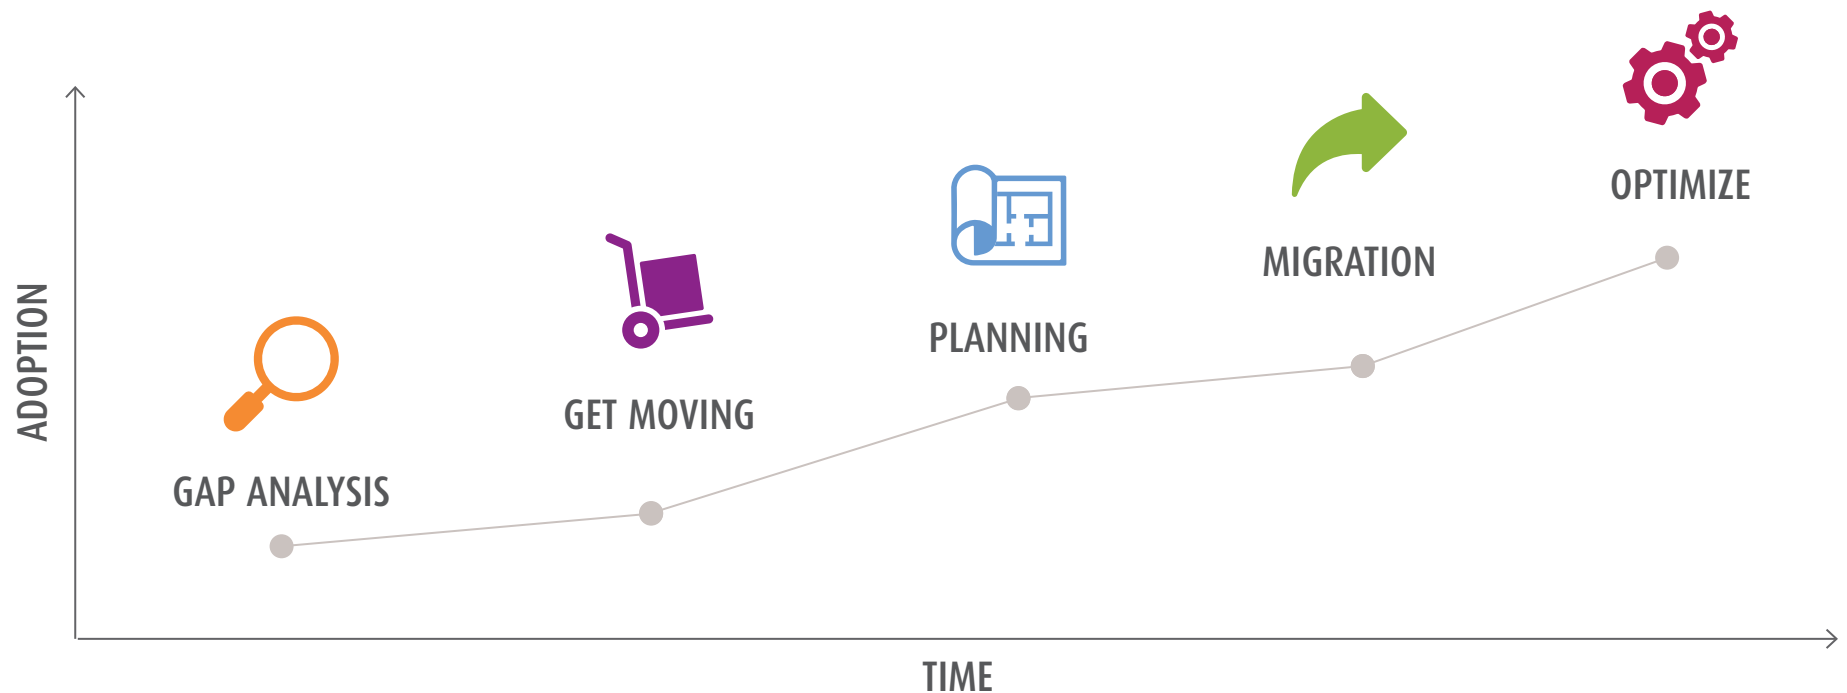 OPTIMIZE
MIGRATION
PLANNING
GET MOVING
GAP ANALYSIS
ADOPTION
TIME